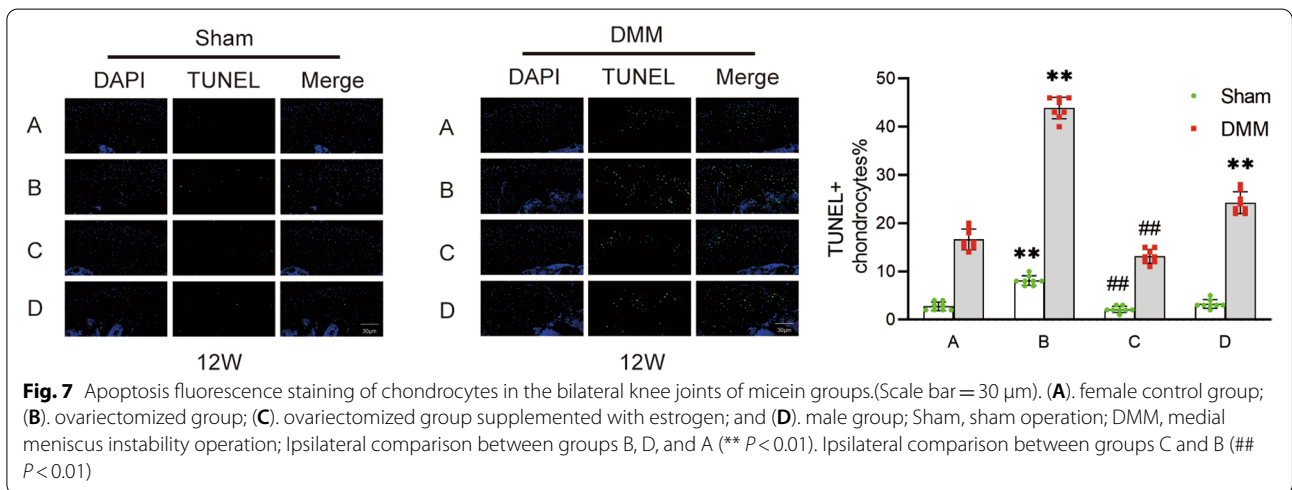 Sham
DAPI TUNEL Merge
A
B
C
D
30μm
12W
DMM
DAPI TUNEL Merge
A
B
C
D
30μm
12W
TUNEL+
chondrocytes%
50
40
30
20
10
0
**
**
##
##
**
Sham
DMM
A B C D
Fig. 7 Apoptosis fluorescence staining of chondrocytes in the bilateral knee joints of micein groups.(Scale bar = 30 μm). (A). female control group;
(B). ovariectomized group; (C). ovariectomized group supplemented with estrogen; and (D). male group; Sham, sham operation; DMM, medial
meniscus instability operation; Ipsilateral comparison between groups B, D, and A (** P < 0.01). Ipsilateral comparison between groups C and B (##
P < 0.01)